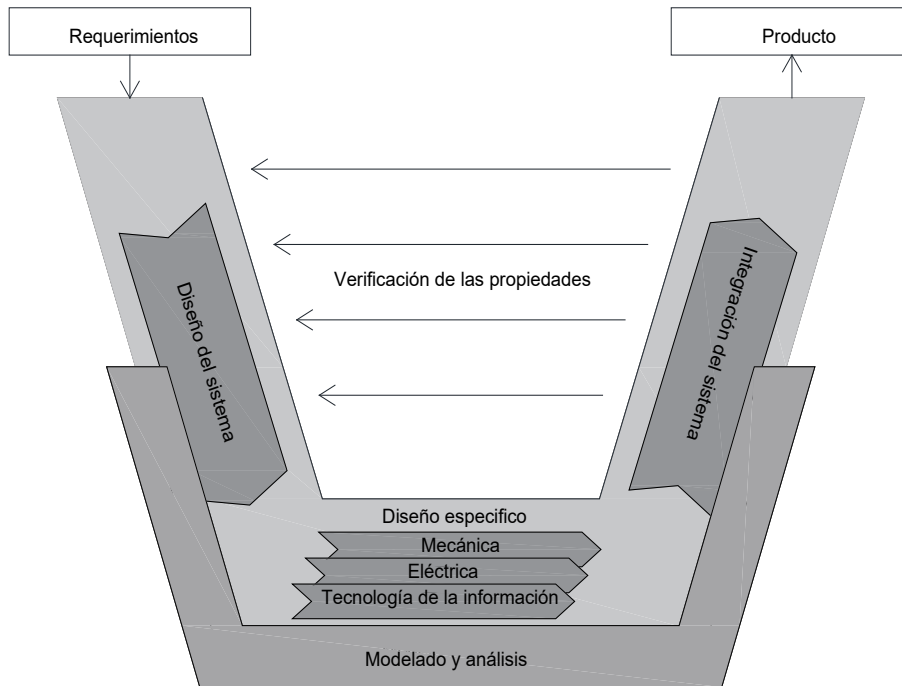 Requerimientos
Producto
Verificación de las propiedades
Diseño del sistema
Integración del sistema
Diseño especifico
Mecánica
Eléctrica
Tecnología de la información
Modelado y análisis